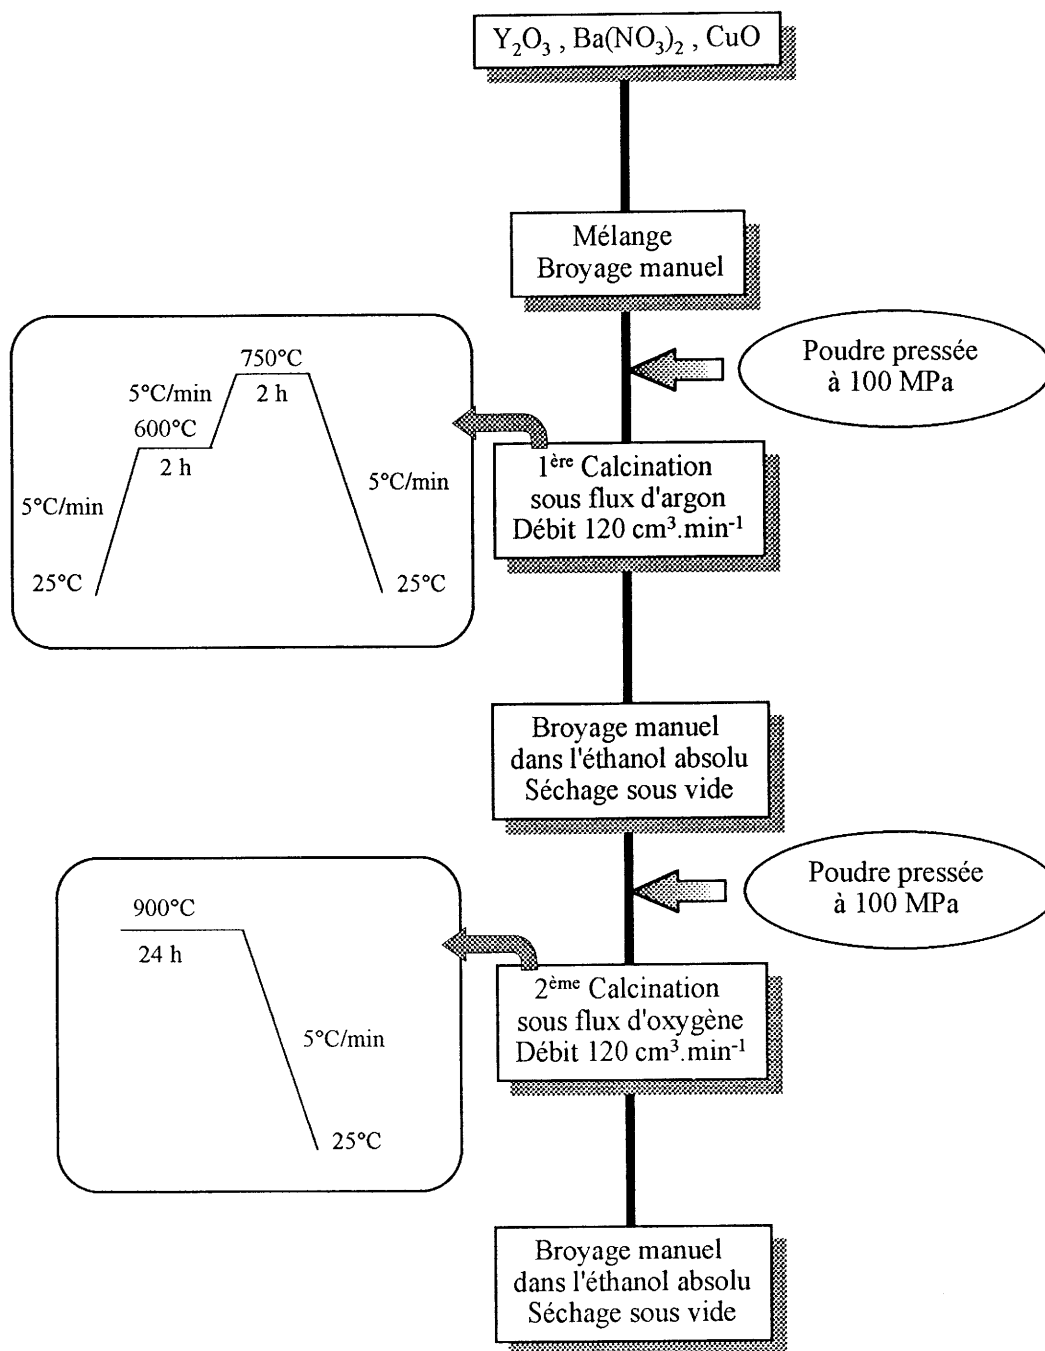 Y₂O₃ , Ba(NO₃)₂ , CuO
Mélange
Broyage manuel
Poudre pressée
à 100 MPa
1ère Calcination
sous flux d'argon
Débit 120 cm³.min⁻¹
750°C
5°C/min
2 h
600°C
2 h
5°C/min
5°C/min
25°C
25°C
Broyage manuel
dans l'éthanol absolu
Séchage sous vide
Poudre pressée
à 100 MPa
2ème Calcination
sous flux d'oxygène
Débit 120 cm³.min⁻¹
900°C
24 h
5°C/min
25°C
Broyage manuel
dans l'éthanol absolu
Séchage sous vide